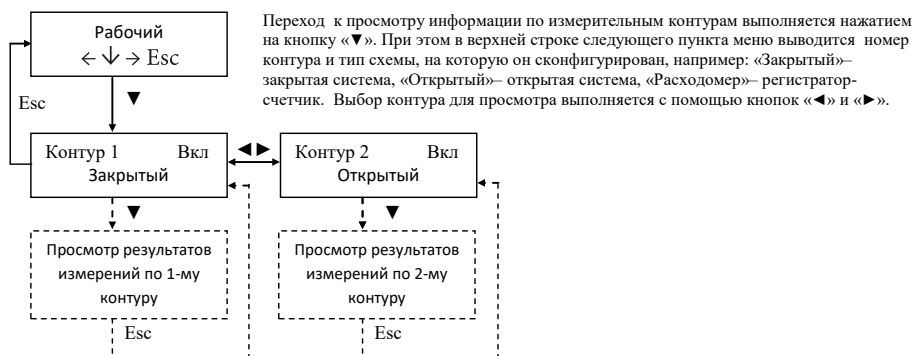 Рабочий
← ↓ → Esc
Переход к просмотру информации по измерительным контурам выполняется нажатием
на кнопку «▼». При этом в верхней строке следующего пункта меню выводится номер
контура и тип схемы, на которую он сконфигурирован, например: «Закрытый»–
закрытая система, «Открытый»– открытая система, «Расходомер»– регистратор-
счетчик. Выбор контура для просмотра выполняется с помощью кнопок «◄» и «►».
Esc
▼
Контур 1 Вкл
Закрытый
◄►
Контур 2 Вкл
Открытый
▼
▼
Просмотр результатов
измерений по 1-му
контуру
Просмотр результатов
измерений по 2-му
контуру
Esc
Esc